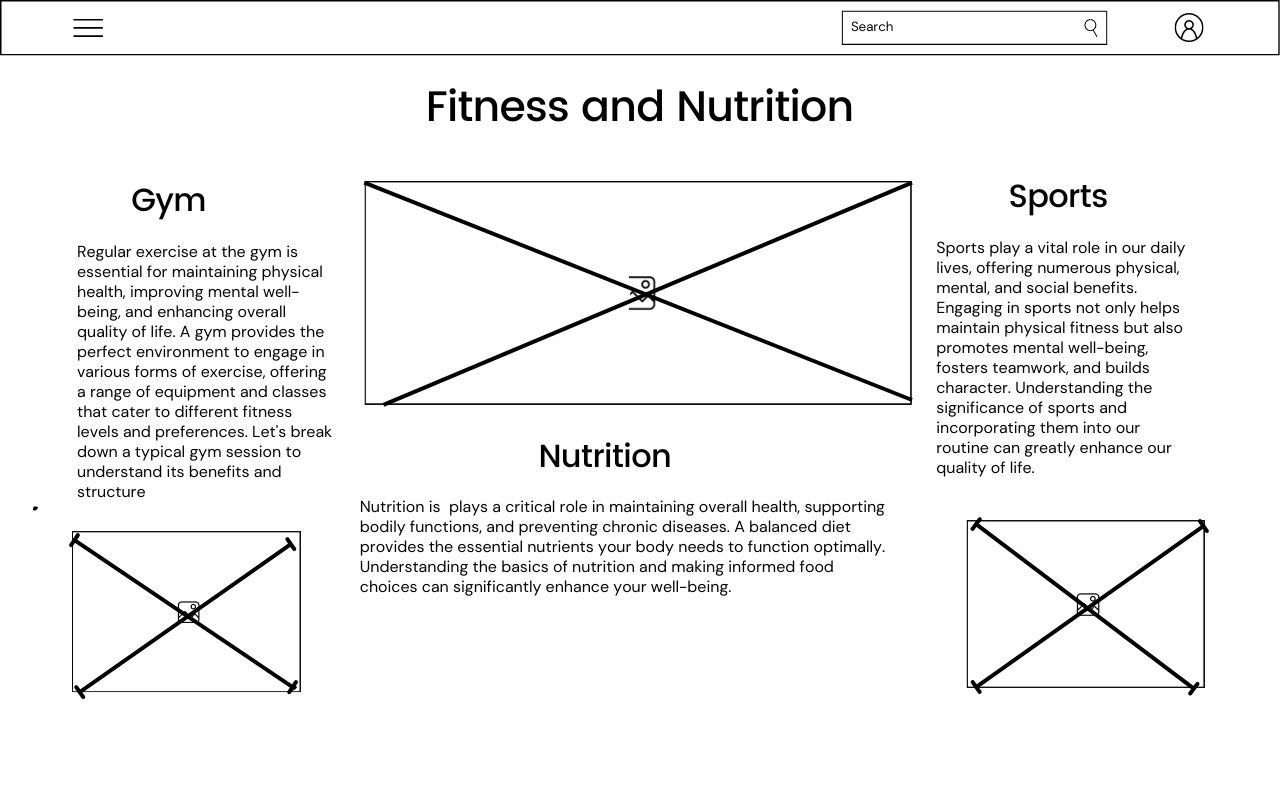 Search
Fitness and Nutrition
Gym
Regular exercise at the gym is
essential for maintaining physical
health, improving mental well-
being, and enhancing overall
quality of life. A gym provides the
perfect environment to engage in
various forms of exercise, offering
a range of equipment and classes
that cater to different fitness
levels and preferences. Let's break
down a typical gym session to
understand its benefits and
structure
Nutrition
Nutrition is  plays a critical role in maintaining overall health, supporting
bodily functions, and preventing chronic diseases. A balanced diet
provides the essential nutrients your body needs to function optimally.
Understanding the basics of nutrition and making informed food
choices can significantly enhance your well-being.
Sports
Sports play a vital role in our daily
lives, offering numerous physical,
mental, and social benefits.
Engaging in sports not only helps
maintain physical fitness but also
promotes mental well-being,
fosters teamwork, and builds
character. Understanding the
significance of sports and
incorporating them into our
routine can greatly enhance our
quality of life.